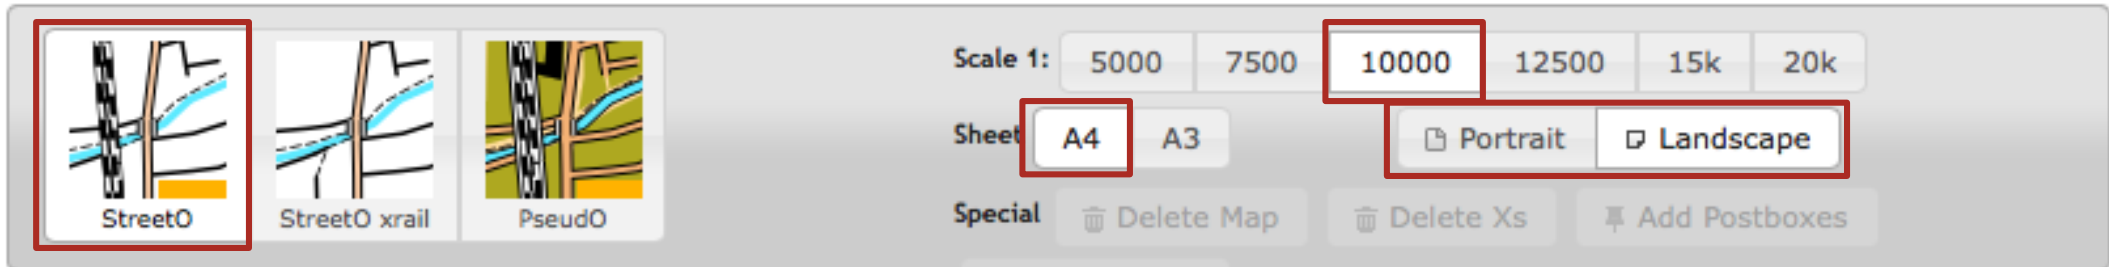 Scale 1: 5000 7500 10000 12500 15k 20k
Sheet A4 A3 Portrait Landscape
StreetO StreetO xrail PseudO
Special Delete Map Delete Xs Add Postboxes